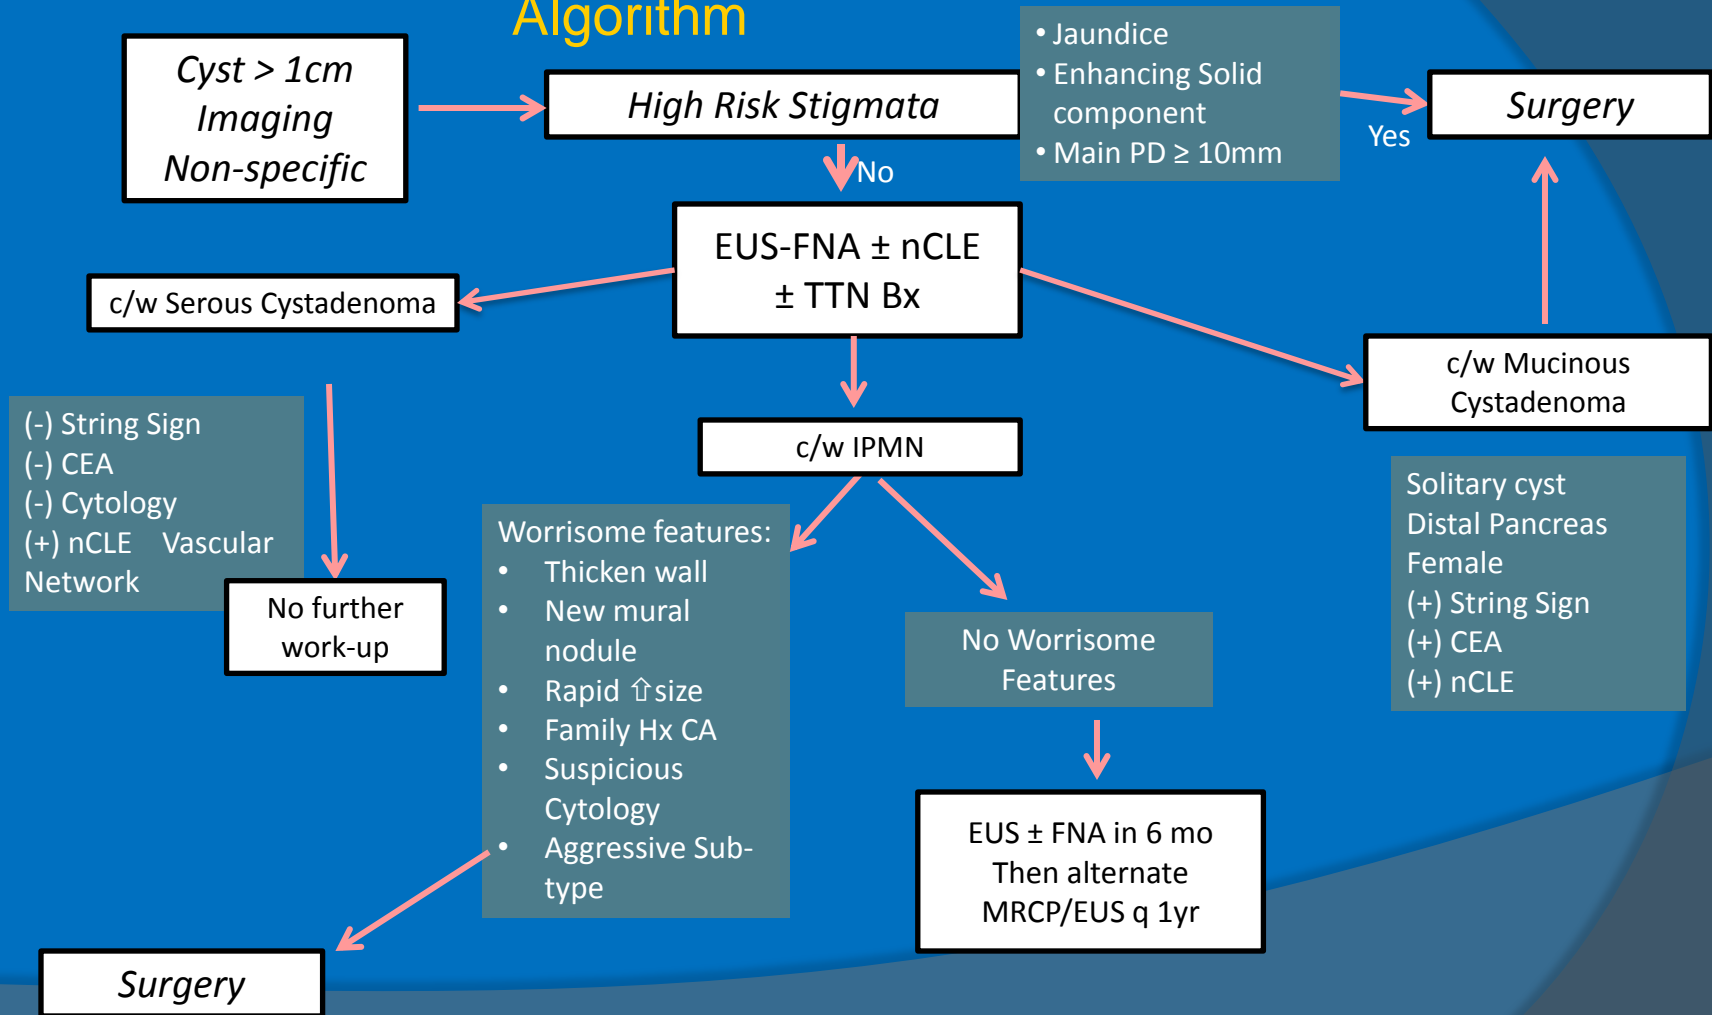 Algorithm
Cyst > 1cm
Imaging
Non-specific
High Risk Stigmata
• Jaundice
• Enhancing Solid
component
• Main PD ≥ 10mm
Yes
Surgery
No
EUS-FNA ± nCLE
± TTN Bx
c/w Serous Cystadenoma
(-) String Sign
(-) CEA
(-) Cytology
(+) nCLE Vascular
Network
No further
work-up
c/w IPMN
Worrisome features:
• Thicken wall
• New mural
nodule
• Rapid ⇧size
• Family Hx CA
• Suspicious
Cytology
• Aggressive Sub-
type
Surgery
No Worrisome
Features
EUS ± FNA in 6 mo
Then alternate
MRCP/EUS q 1yr
c/w Mucinous
Cystadenoma
Solitary cyst
Distal Pancreas
Female
(+) String Sign
(+) CEA
(+) nCLE